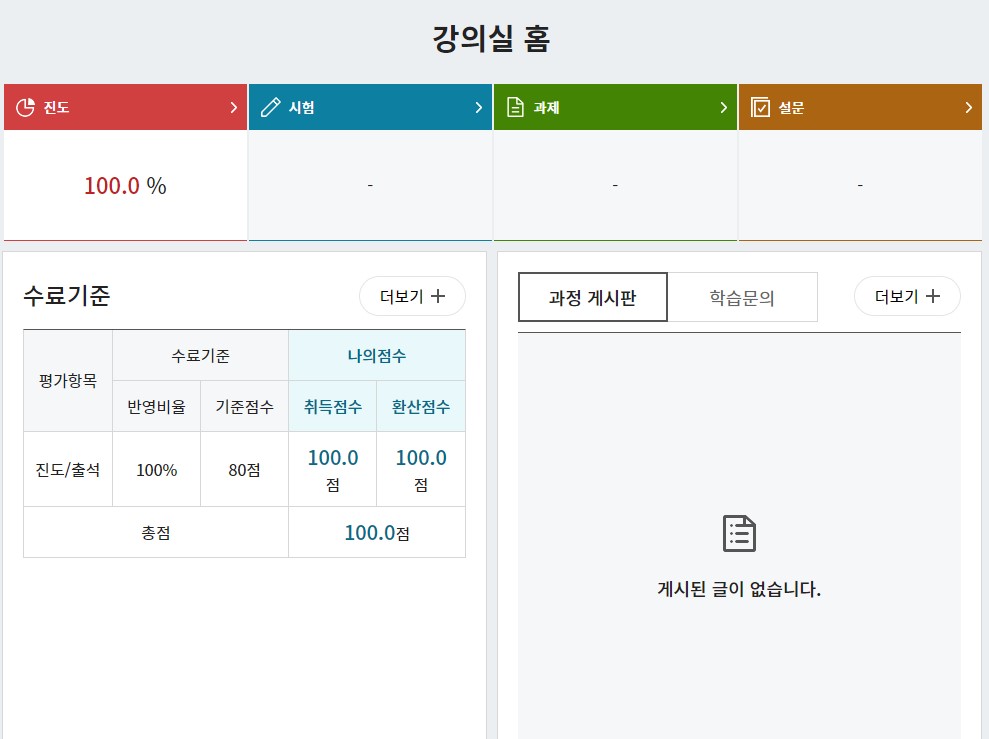 강의실 홈
진도
시험
과제
설문
100.0 %
-
-
-
수료기준
더보기
평가항목
수료기준
나의점수
반영비율
기준점수
취득점수
환산점수
진도/출석
100%
80점
100.0
점
100.0
점
총점
100.0점
과정 게시판
학습문의
더보기
게시된 글이 없습니다.